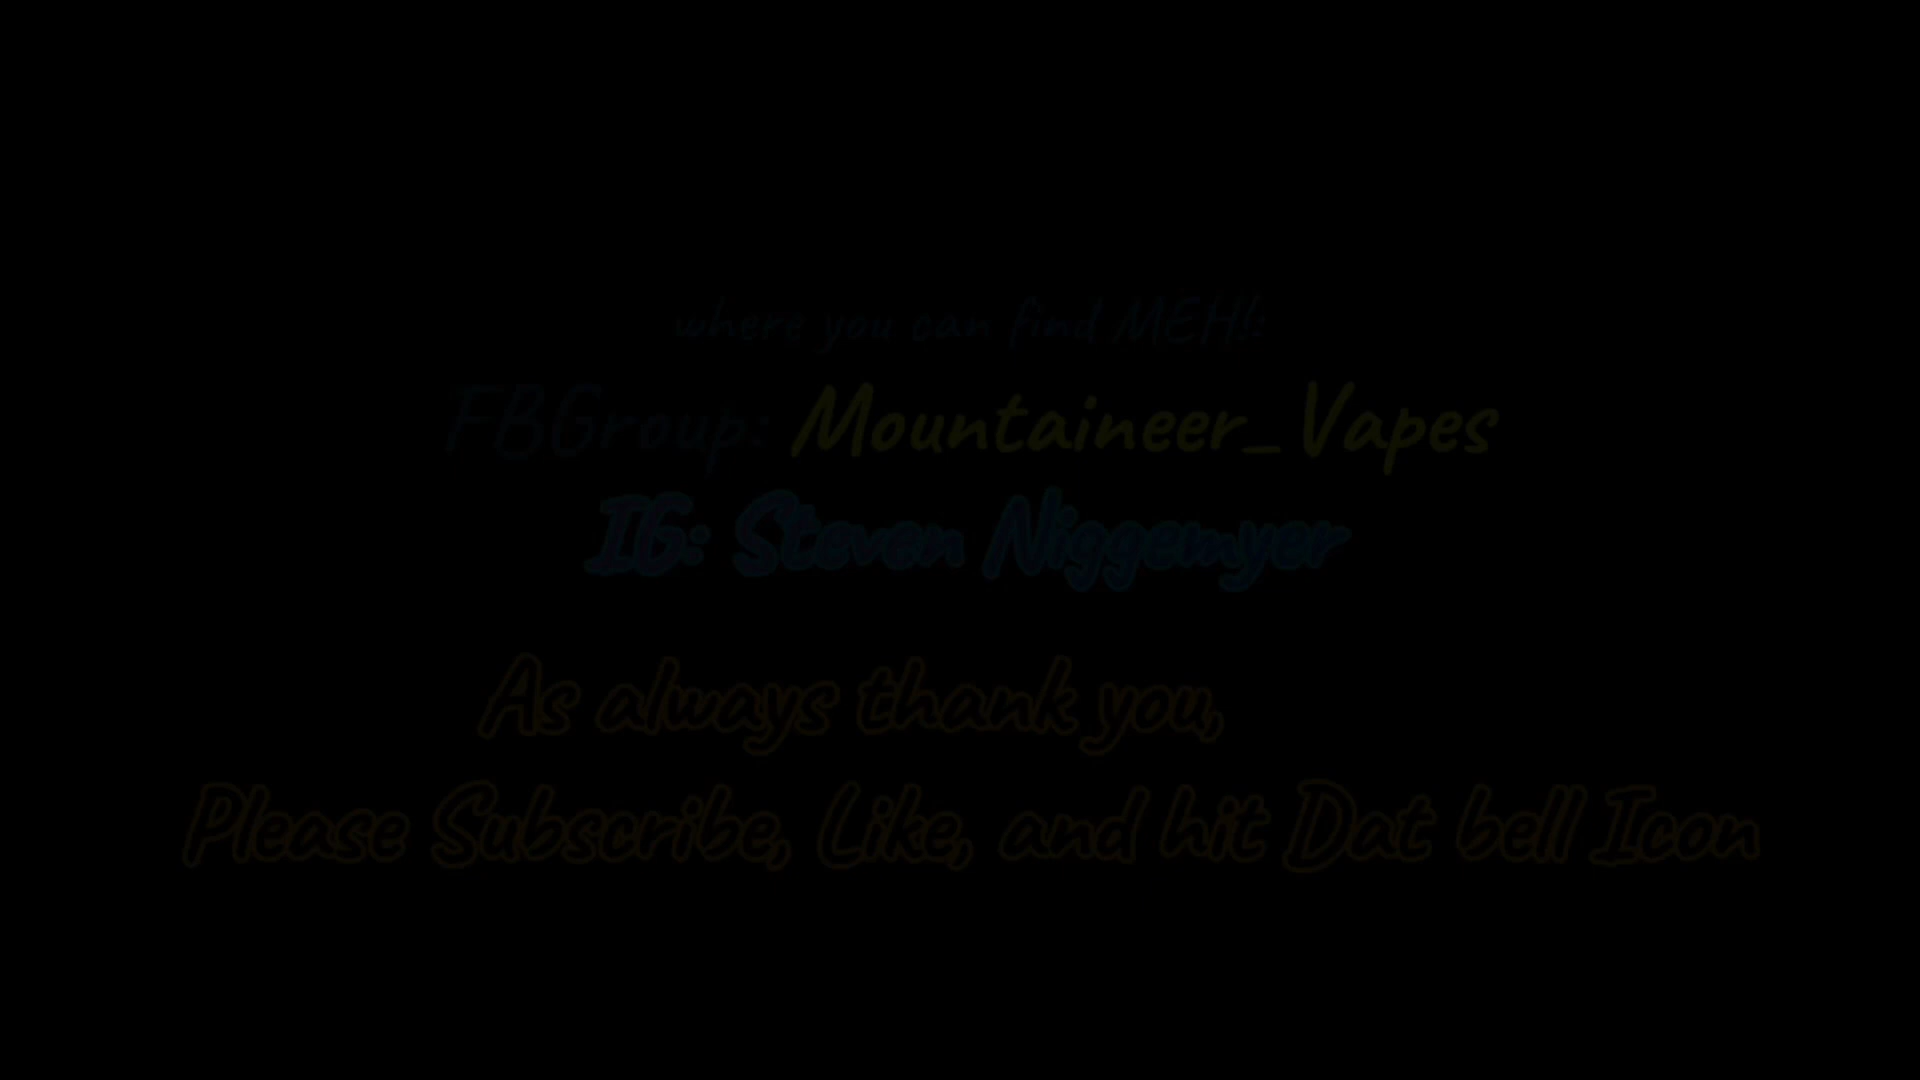 where you can find MEH!:
FBGroup: Mountaineer_Vapes
IG: Steven Niggemyer
As always thank you,
Please Subscribe, Like, and hit Dat bell Icon